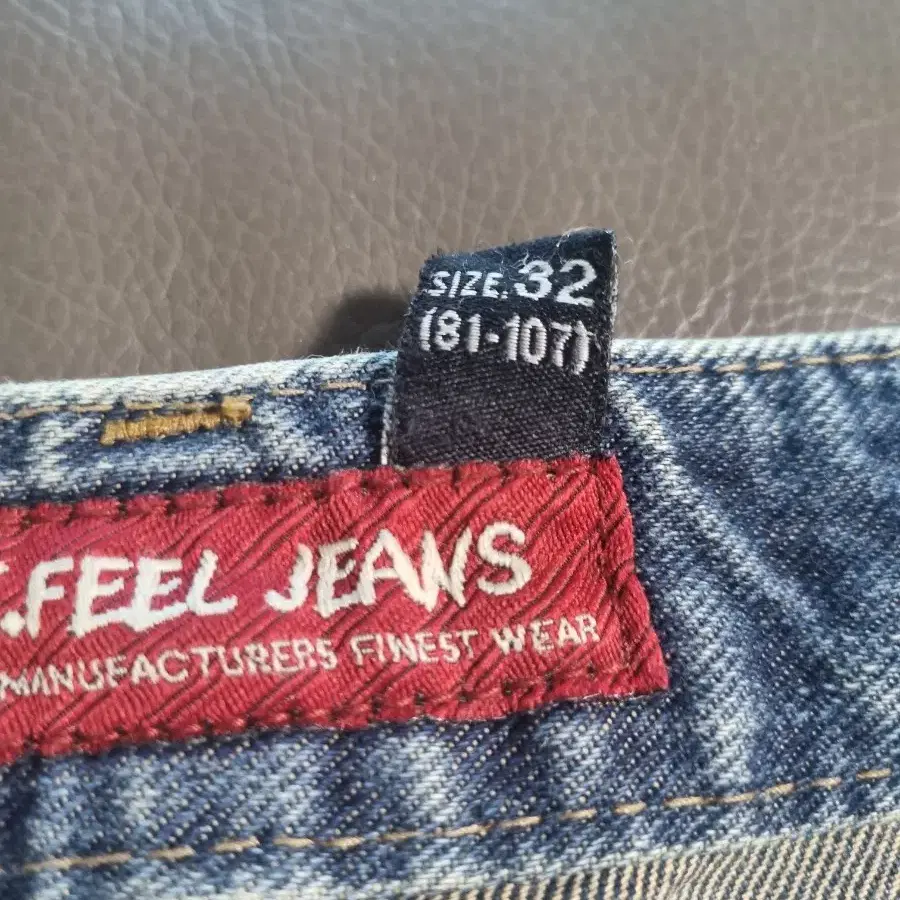 SIZE.32
(81-107)
.FEEL JEANS
MANUFACTURERS FINEST WEAR